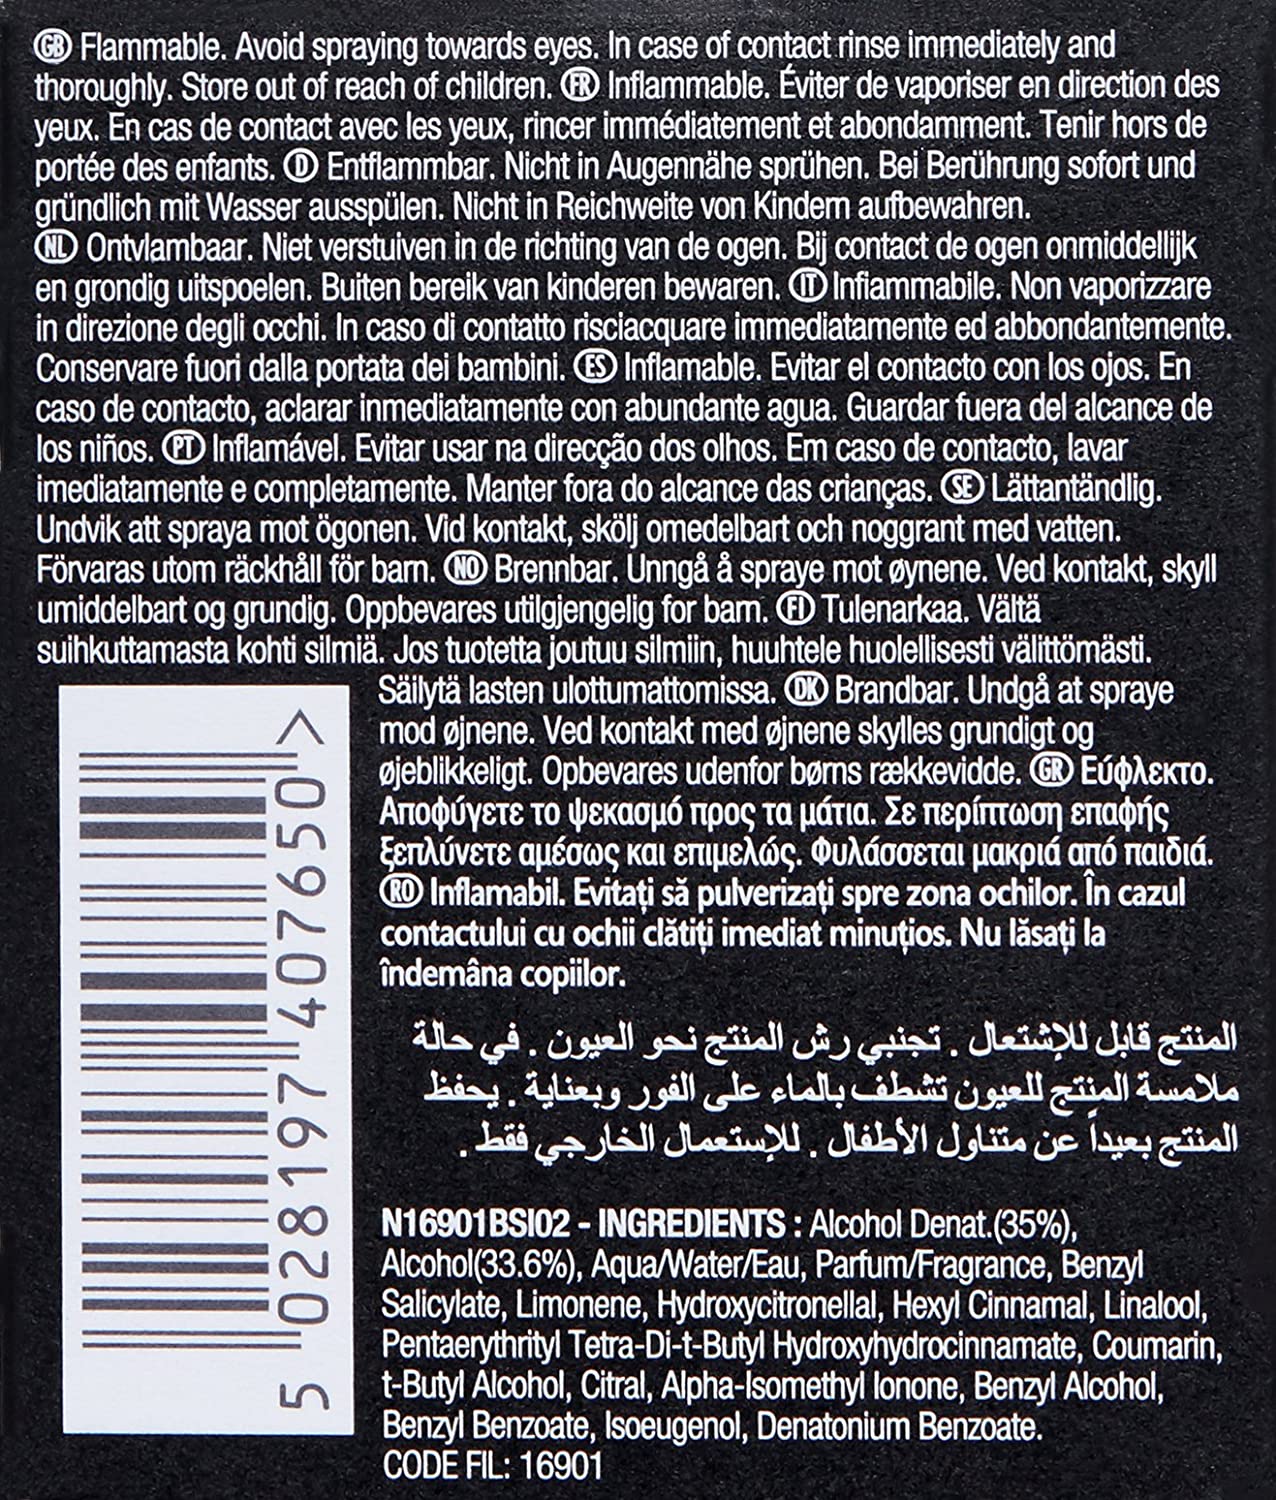 GB Flammable. Avoid spraying towards eyes. In case of contact rinse immediately and
thoroughly. Store out of reach of children. FR Inflammable. Éviter de vaporiser en direction des
yeux. En cas de contact avec les yeux, rincer immédiatement et abondamment. Tenir hors de
portée des enfants. D Entflammbar. Nicht in Augennähe sprühen. Bei Berührung sofort und
gründlich mit Wasser ausspülen. Nicht in Reichweite von Kindern aufbewahren.
NL Ontvlambaar. Niet verstuiven in de richting van de ogen. Bij contact de ogen onmiddellijk
en grondig uitspoelen. Buiten bereik van kinderen bewaren. IT Infiammabile. Non vaporizzare
in direzione degli occhi. In caso di contatto risciacquare immediatamente ed abbondantemente.
Conservare fuori dalla portata dei bambini. ES Inflamable. Evitar el contacto con los ojos. En
caso de contacto, aclarar inmediatamente con abundante agua. Guardar fuera del alcance de
los niños. PT Inflamável. Evitar usar na direcção dos olhos. Em caso de contacto, lavar
imediatamente e completamente. Manter fora do alcance das crianças. SE Lättantändlig.
Undvik att spraya mot ögonen. Vid kontakt, skölj omedelbart och noggrant med vatten.
Förvaras utom räckhåll för barn. NO Brennbar. Unngå å spraye mot øynene. Ved kontakt, skyll
umiddelbart og grundig. Oppbevares utilgjengelig for barn. FI Tulenarkaa. Vältä
suihkuttamasta kohti silmiä. Jos tuotetta joutuu silmiin, huuhtele huolellisesti välittömästi.
Säilytä lasten ulottumattomissa. DK Brandbar. Undgå at spraye
mod øjnene. Ved kontakt med øjnene skylles grundigt og
øjeblikkeligt. Opbevares udenfor børns rækkevidde. GR Εύφλεκτο.
Αποφύγετε το ψεκασμό προς τα μάτια. Σε περίπτωση επαφής
ξεπλύνετε αμέσως και επιμελώς. Φυλάσσεται μακριά από παιδιά.
RO Inflamabil. Evitați să pulverizați spre zona ochilor. În cazul
contactului cu ochii clătiți imediat minuțios. Nu lăsați la
îndemâna copiilor.
المنتج قابل للإشتعال . تجنبي رش المنتج نحو العيون . في حالة
ملامسة المنتج للعيون تشطف بالماء على الفور وبعناية . يحفظ
المنتج بعيداً عن متناول الأطفال . للإستعمال الخارجي فقط .
N16901BSI02 - INGREDIENTS : Alcohol Denat.(35%),
Alcohol(33.6%), Aqua/Water/Eau, Parfum/Fragrance, Benzyl
Salicylate, Limonene, Hydroxycitronellal, Hexyl Cinnamal, Linalool,
Pentaerythrityl Tetra-Di-t-Butyl Hydroxyhydrocinnamate, Coumarin,
t-Butyl Alcohol, Citral, Alpha-Isomethyl Ionone, Benzyl Alcohol,
Benzyl Benzoate, Isoeugenol, Denatonium Benzoate.
CODE FIL: 16901
5 028197 407650 >